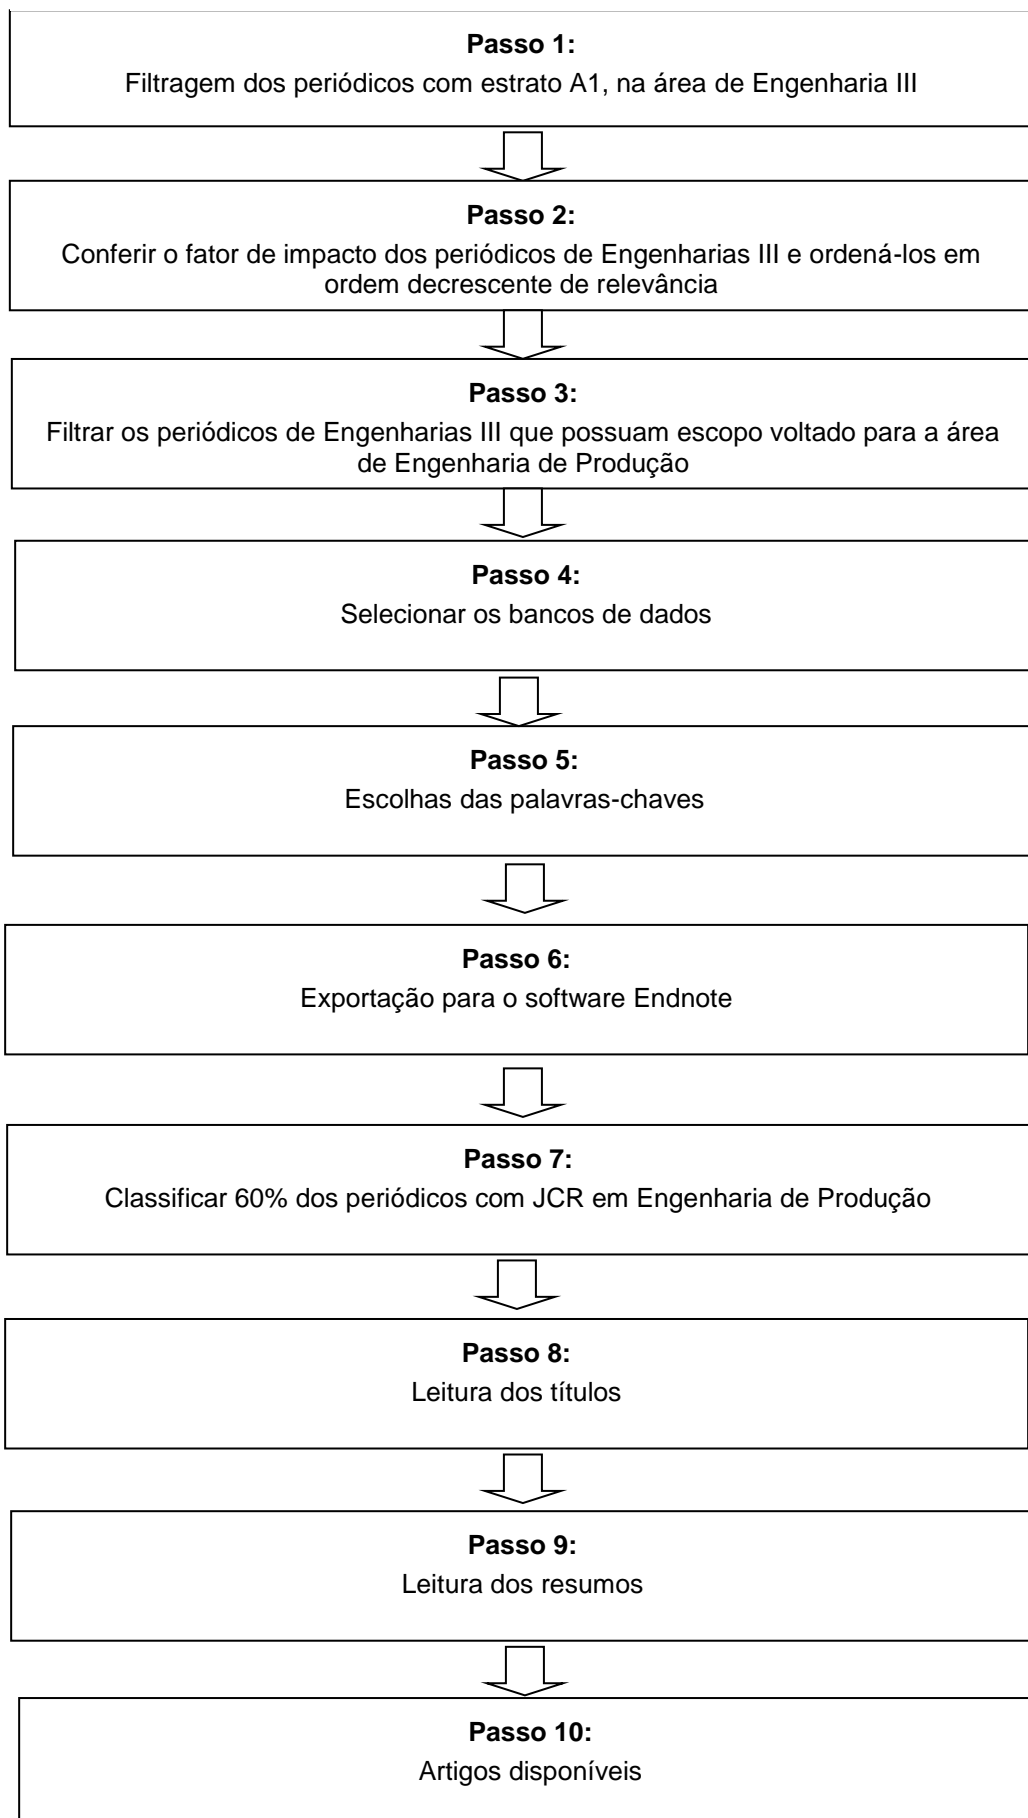 Passo 1:
Filtragem dos periódicos com estrato A1, na área de Engenharia III
Passo 2:
Conferir o fator de impacto dos periódicos de Engenharias III e ordená-los em
ordem decrescente de relevância
Passo 3:
Filtrar os periódicos de Engenharias III que possuam escopo voltado para a área
de Engenharia de Produção
Passo 4:
Selecionar os bancos de dados
Passo 5:
Escolhas das palavras-chaves
Passo 6:
Exportação para o software Endnote
Passo 7:
Classificar 60% dos periódicos com JCR em Engenharia de Produção
Passo 8:
Leitura dos títulos
Passo 9:
Leitura dos resumos
Passo 10:
Artigos disponíveis